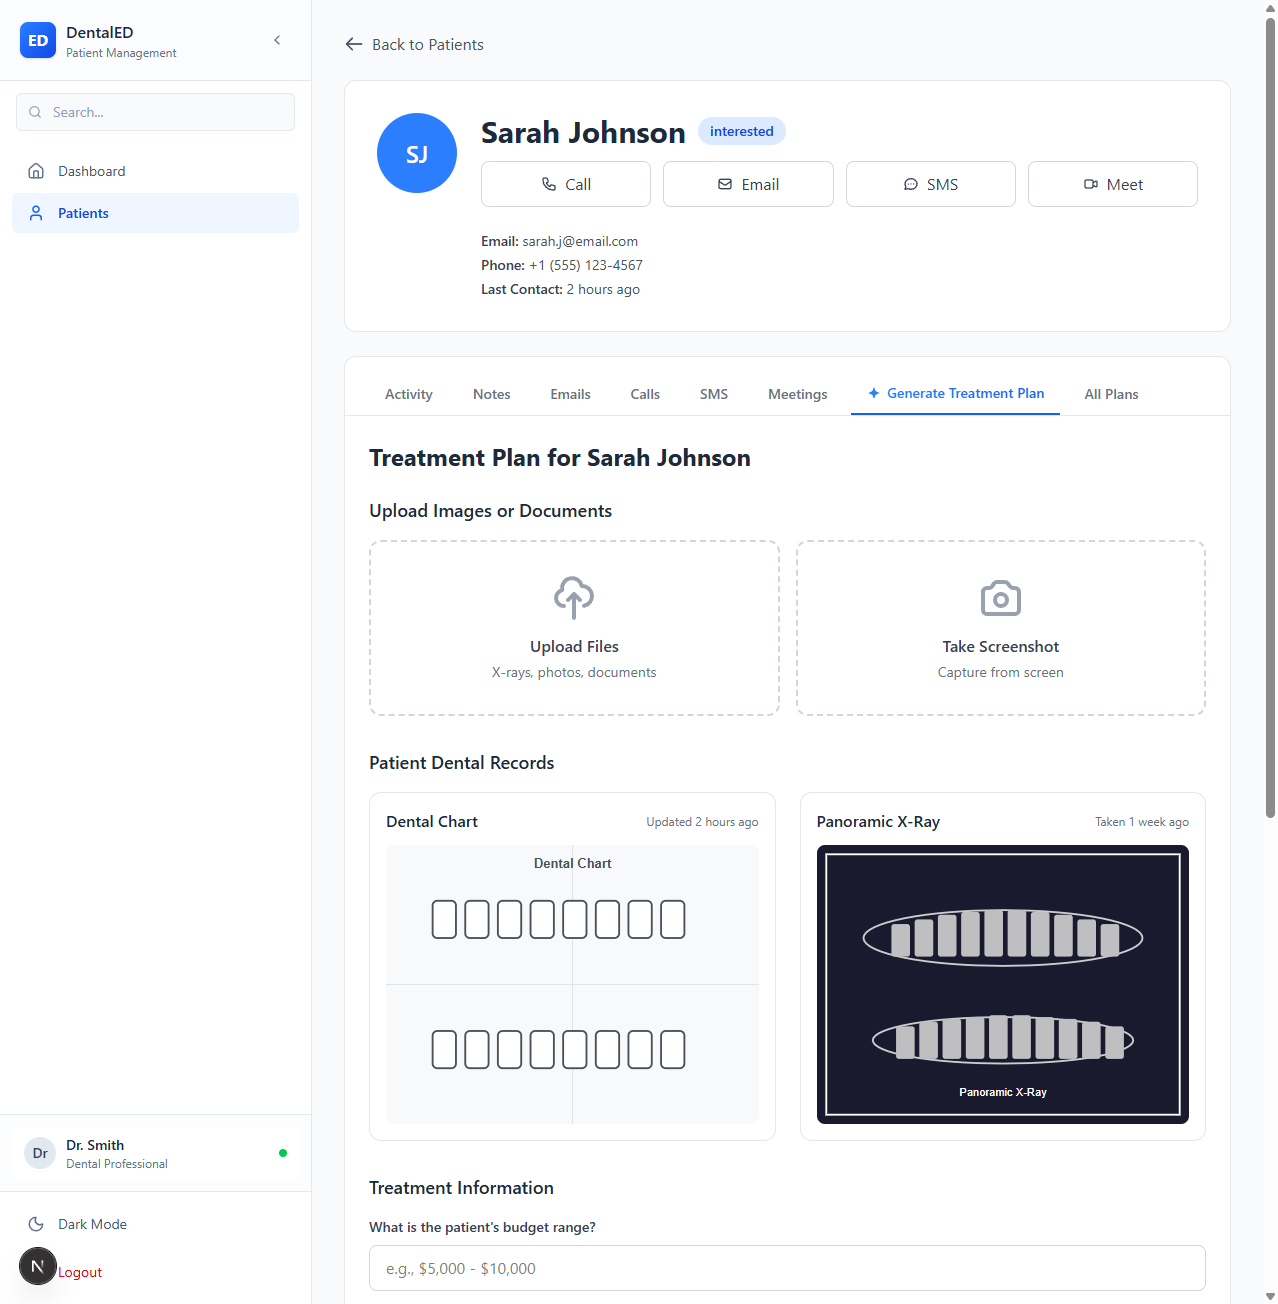 ED
DentalED
Patient Management
Search...
Dashboard
Patients
Dr
Dr. Smith
Dental Professional
Dark Mode
N
Logout
Back to Patients
SJ
Sarah Johnson
interested
Call
Email
SMS
Meet
Email: sarah.j@email.com
Phone: +1 (555) 123-4567
Last Contact: 2 hours ago
Activity
Notes
Emails
Calls
SMS
Meetings
Generate Treatment Plan
All Plans
Treatment Plan for Sarah Johnson
Upload Images or Documents
Upload Files
X-rays, photos, documents
Take Screenshot
Capture from screen
Patient Dental Records
Dental Chart
Updated 2 hours ago
Dental Chart
Panoramic X-Ray
Taken 1 week ago
Panoramic X-Ray
Treatment Information
What is the patient's budget range?
e.g., $5,000 - $10,000